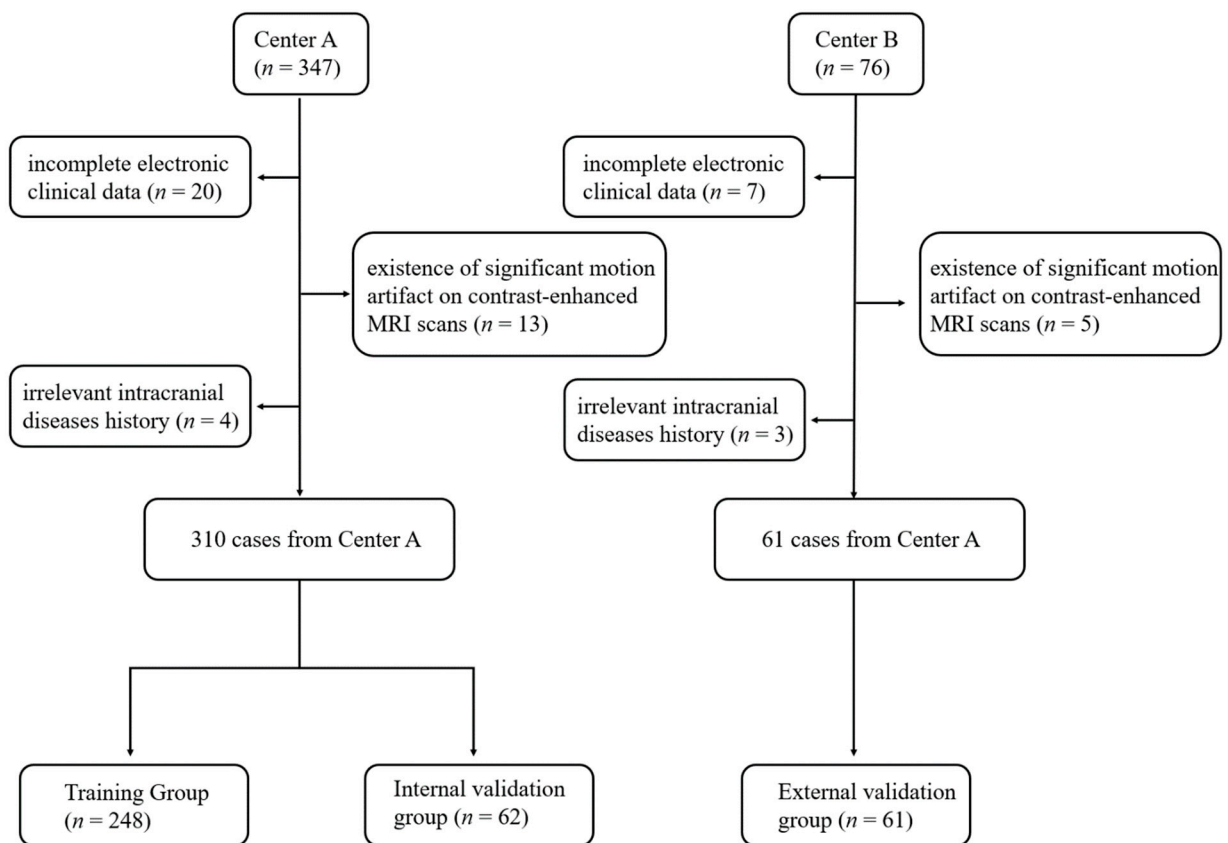 Center A
(n = 347)
incomplete electronic
clinical data (n = 20)
existence of significant motion
artifact on contrast-enhanced
MRI scans (n = 13)
irrelevant intracranial
diseases history (n = 4)
310 cases from Center A
Training Group
(n = 248)
Internal validation
group (n = 62)
Center B
(n = 76)
incomplete electronic
clinical data (n = 7)
existence of significant motion
artifact on contrast-enhanced
MRI scans (n = 5)
irrelevant intracranial
diseases history (n = 3)
61 cases from Center A
External validation
group (n = 61)